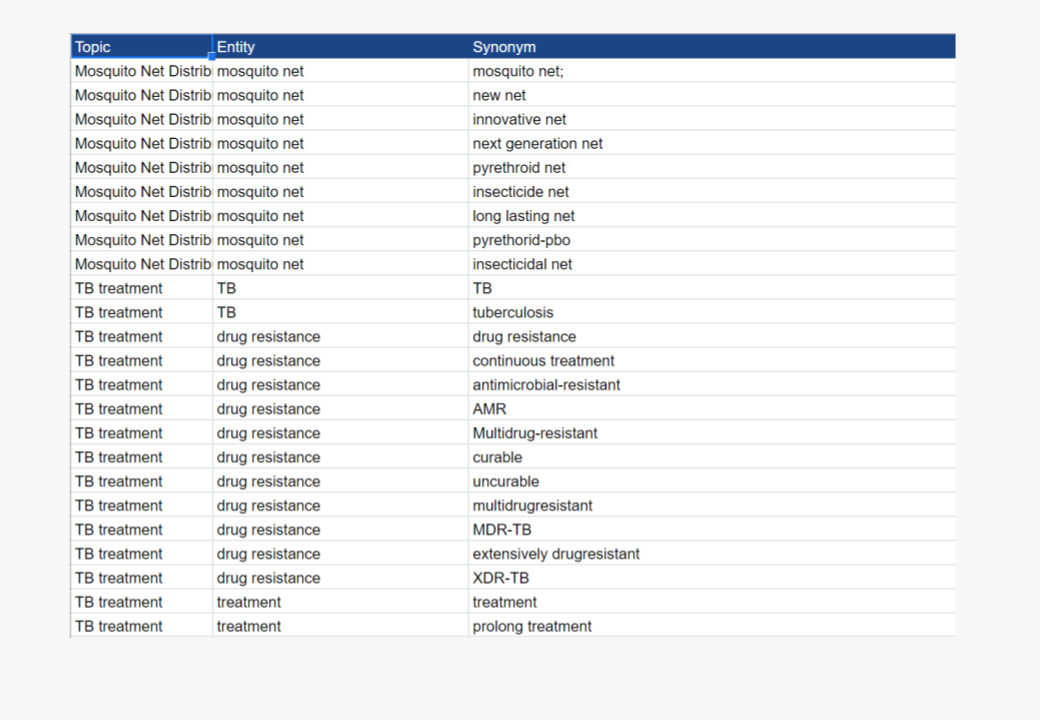 Topic Entity Synonym
Mosquito Net Distrib mosquito net mosquito net;
Mosquito Net Distrib mosquito net new net
Mosquito Net Distrib mosquito net innovative net
Mosquito Net Distrib mosquito net next generation net
Mosquito Net Distrib mosquito net pyrethroid net
Mosquito Net Distrib mosquito net insecticide net
Mosquito Net Distrib mosquito net long lasting net
Mosquito Net Distrib mosquito net pyrethorid-pbo
Mosquito Net Distrib mosquito net insecticidal net
TB treatment TB TB
TB treatment TB tuberculosis
TB treatment drug resistance drug resistance
TB treatment drug resistance continuous treatment
TB treatment drug resistance antimicrobial-resistant
TB treatment drug resistance AMR
TB treatment drug resistance Multidrug-resistant
TB treatment drug resistance curable
TB treatment drug resistance uncurable
TB treatment drug resistance multidrugresistant
TB treatment drug resistance MDR-TB
TB treatment drug resistance extensively drugresistant
TB treatment drug resistance XDR-TB
TB treatment treatment treatment
TB treatment treatment prolong treatment